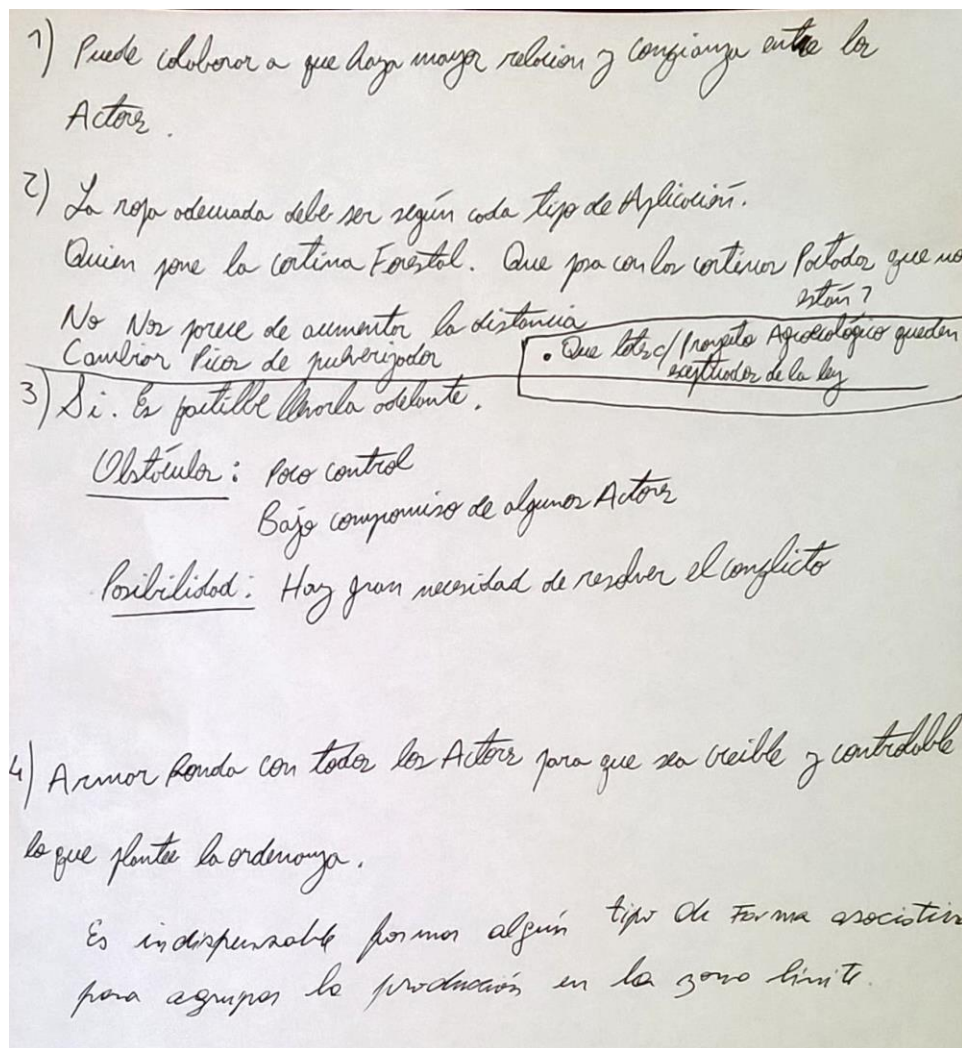 1) Puede colaborar a que haya mayor relación y confianza entre los
Actores.
2) La ropa adecuada debe ser según cada tipo de Aplicación.
Quien pone la cortina Forestal. Que pasa con las cortinas Podadas que no
están?
No Nos parece de aumentar la distancia
Cambiar Picos de pulverizador
• Que lotes c/ Proyecto Agroecológico queden
exeptuados de la ley
3) Si. Es posible llevarla adelante.
Obstáculos: Poco control
Bajo compromiso de algunos Actores
Posibilidad: Hay gran necesidad de resolver el conflicto
4) Armar Ronda con todos los Actores para que sea creible y controlable
lo que plantee la ordenanza.
Es indispensable formar algún tipo de Forma asociativa
para agrupar la producción en la zona límite.